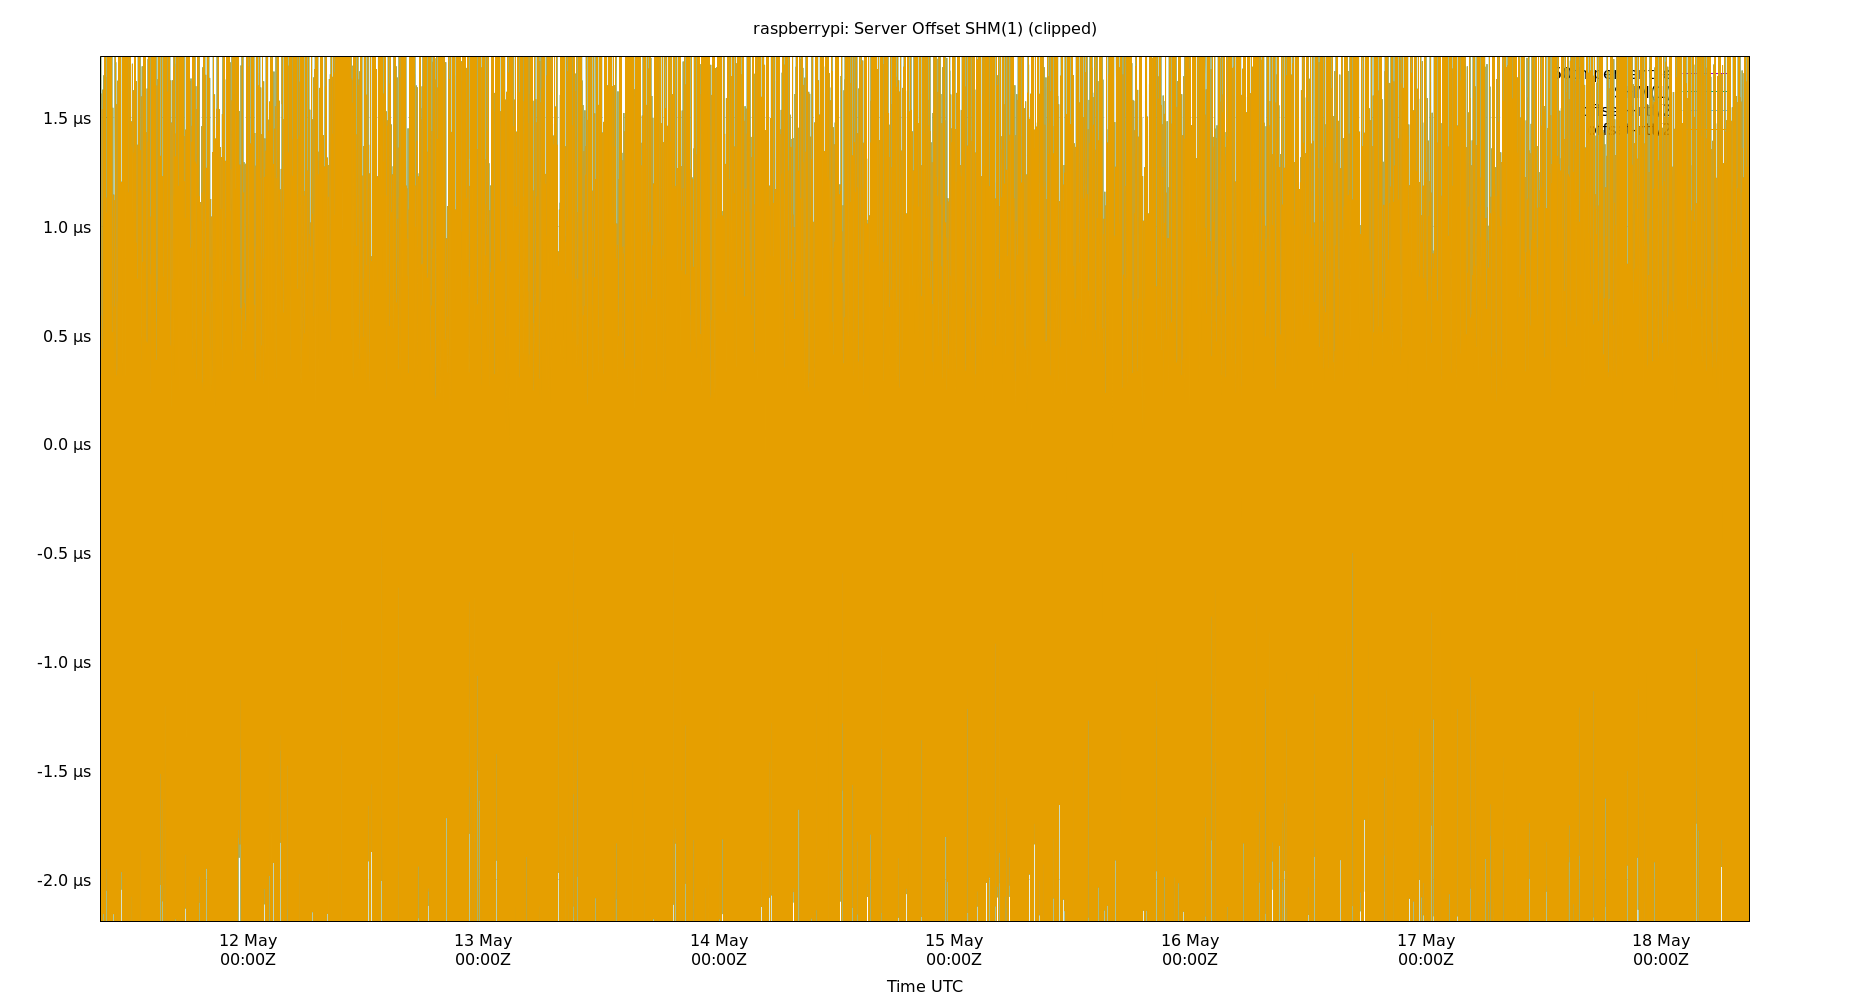 raspberrypi: Server Offset SHM(1) (clipped)
1.5 µs
1.0 µs
0.5 µs
0.0 µs
-0.5 µs
-1.0 µs
-1.5 µs
-2.0 µs
12 May
00:00Z
13 May
00:00Z
14 May
00:00Z
15 May
00:00Z
16 May
00:00Z
17 May
00:00Z
18 May
00:00Z
Time UTC